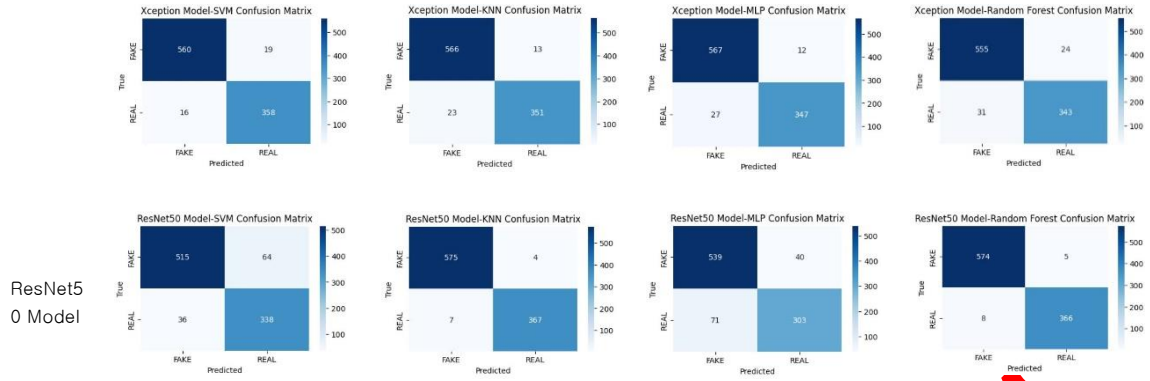 Xception Model-SVM Confusion Matrix
FAKE 560 19
REAL 16 358
True
FAKE REAL
Predicted
500
400
300
200
100
Xception Model-KNN Confusion Matrix
FAKE 566 13
REAL 23 351
True
FAKE REAL
Predicted
500
400
300
200
100
Xception Model-MLP Confusion Matrix
FAKE 567 12
REAL 27 347
True
FAKE REAL
Predicted
500
400
300
200
100
Xception Model-Random Forest Confusion Matrix
FAKE 555 24
REAL 31 343
True
FAKE REAL
Predicted
500
400
300
200
100
ResNet5
0 Model
ResNet50 Model-SVM Confusion Matrix
FAKE 515 64
REAL 36 338
True
FAKE REAL
Predicted
500
400
300
200
100
ResNet50 Model-KNN Confusion Matrix
FAKE 575 4
REAL 7 367
True
FAKE REAL
Predicted
500
400
300
200
100
ResNet50 Model-MLP Confusion Matrix
FAKE 539 40
REAL 71 303
True
FAKE REAL
Predicted
500
400
300
200
100
ResNet50 Model-Random Forest Confusion Matrix
FAKE 574 5
REAL 8 366
True
FAKE REAL
Predicted
500
400
300
200
100